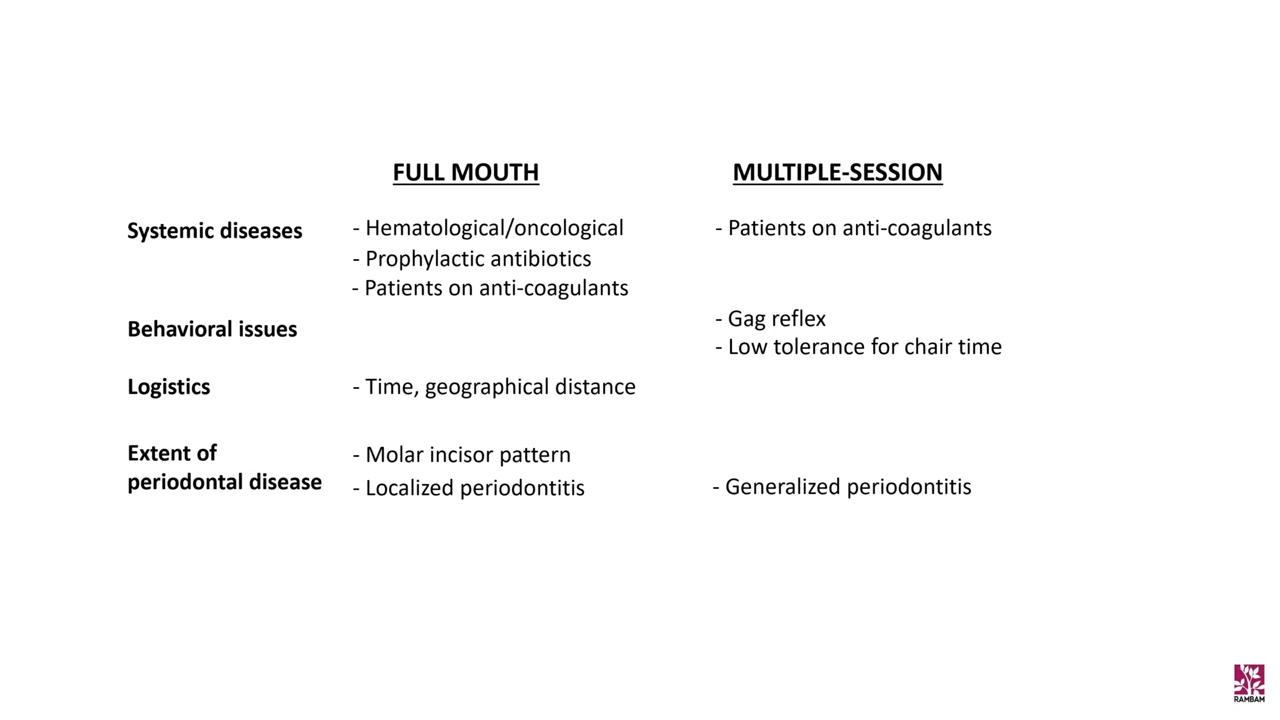 FULL MOUTH
MULTIPLE-SESSION
Systemic diseases
- Hematological/oncological
- Patients on anti-coagulants
- Prophylactic antibiotics
- Patients on anti-coagulants
Behavioral issues
- Gag reflex
- Low tolerance for chair time
Logistics
- Time, geographical distance
Extent of
periodontal disease
- Molar incisor pattern
- Localized periodontitis
- Generalized periodontitis
RAMBAM